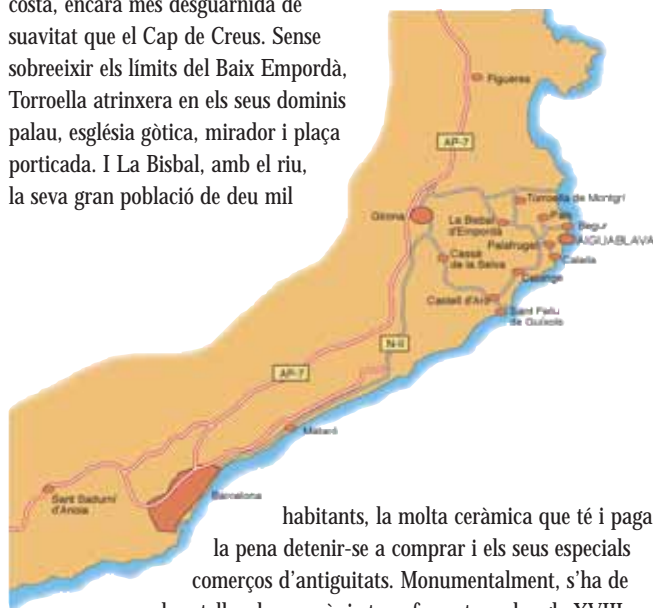 costa, encara més desguarnida de
suavitat que el Cap de Creus. Sense
sobreeixir els límits del Baix Empordà,
Torroella atrinxera en els seus dominis
palau, església gòtica, mirador i plaça
porticada. I La Bisbal, amb el riu,
la seva gran població de deu mil
Figueres
AP-7
Torroella de Montgrí
Girona
La Bisbal
d'Empordà
Pals
Begur
Palafrugell
AIGUABLAVA
Cassà
de la Selva
Calella
Calonge
Castell d'Aro
Sant Feliu
de Guíxols
N-II
AP-7
Mataró
Sant Sadurní
d'Anoia
Barcelona
habitants, la molta ceràmica que té i paga
la pena detenir-se a comprar i els seus especials
comerços d'antiguitats. Monumentalment, s'ha de